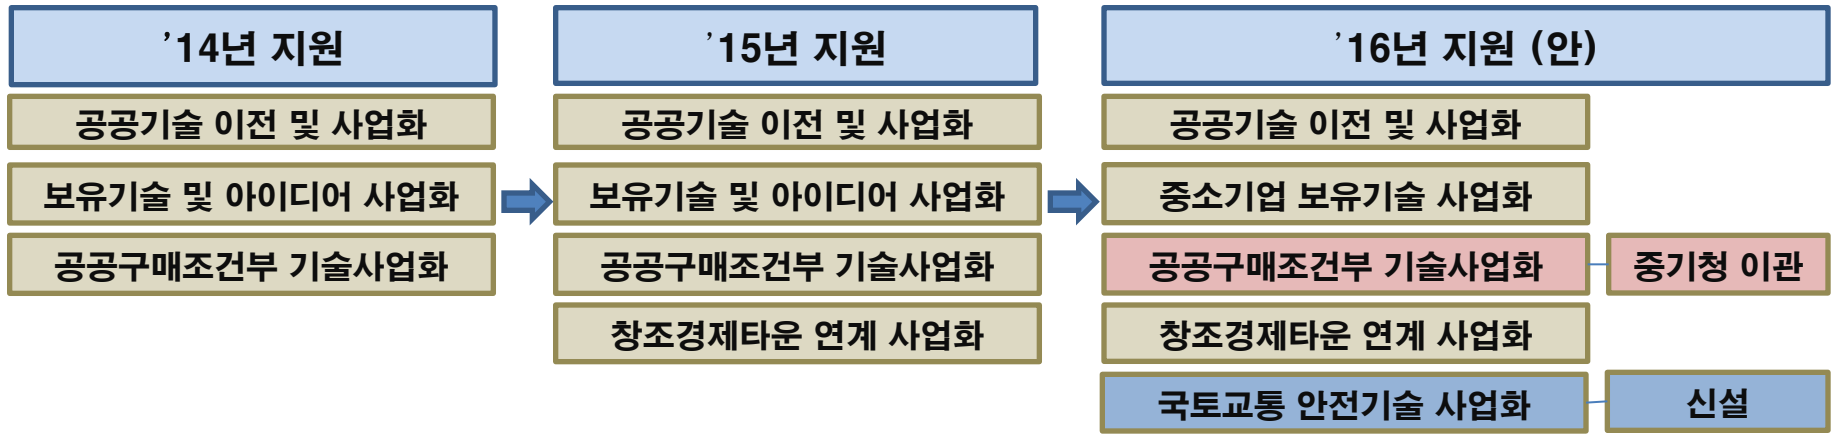 ’14년 지원
공공기술 이전 및 사업화
보유기술 및 아이디어 사업화
공공구매조건부 기술사업화
’15년 지원
공공기술 이전 및 사업화
보유기술 및 아이디어 사업화
공공구매조건부 기술사업화
창조경제타운 연계 사업화
’16년 지원 (안)
공공기술 이전 및 사업화
중소기업 보유기술 사업화
공공구매조건부 기술사업화
중기청 이관
창조경제타운 연계 사업화
국토교통 안전기술 사업화
신설